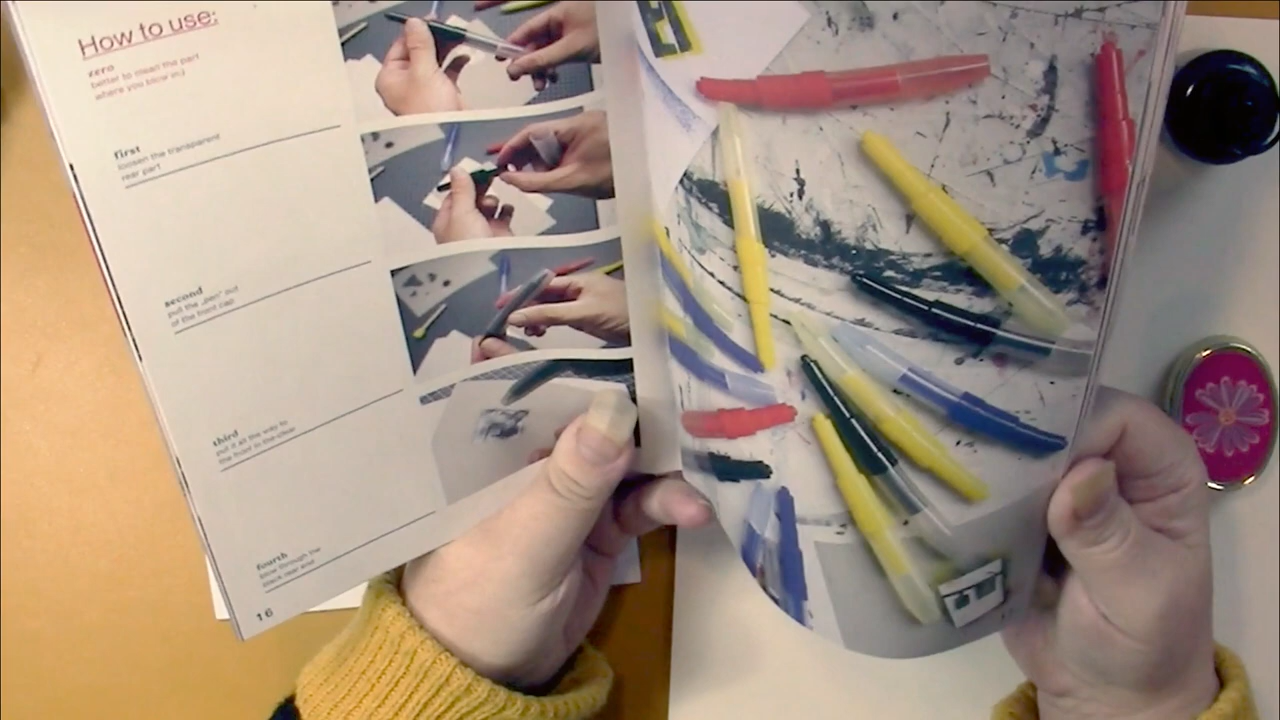 How to use:
zero
better to mead the part
where you blow in:)
first
loosen the transparent
rear part
second
pull the „pen" out
of the front cap
third
put it all the way to
the front in the clear
fourth
blow through the
black rear end
16